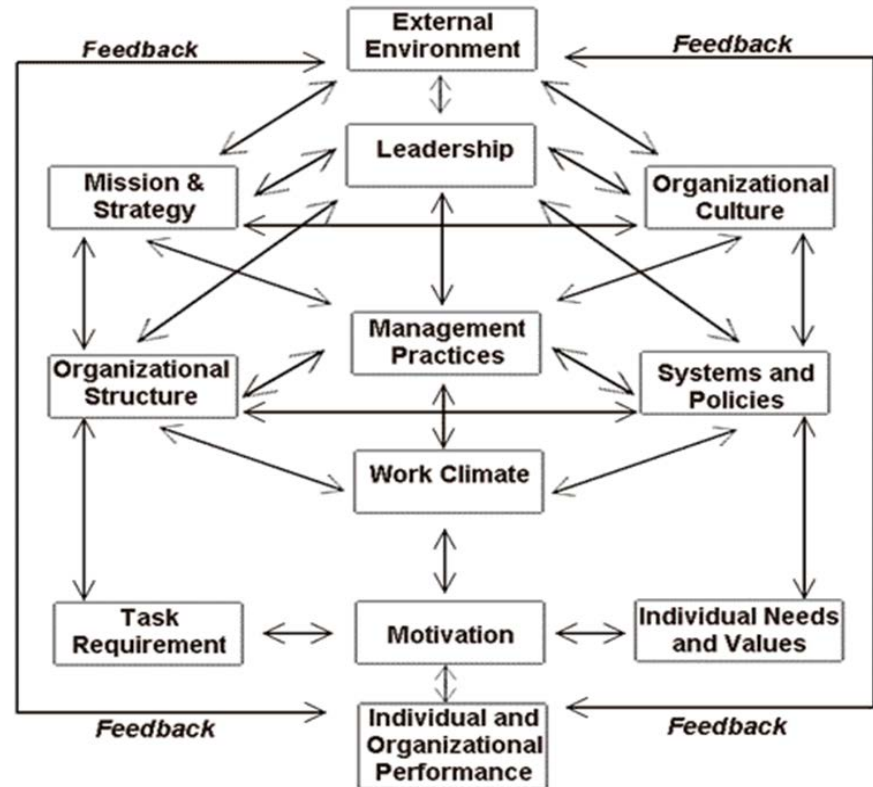 External
Environment
Feedback
Feedback
Leadership
Mission &
Strategy
Organizational
Culture
Management
Practices
Organizational
Structure
Systems and
Policies
Work Climate
Task
Requirement
Motivation
Individual Needs
and Values
Feedback
Feedback
Individual and
Organizational
Performance